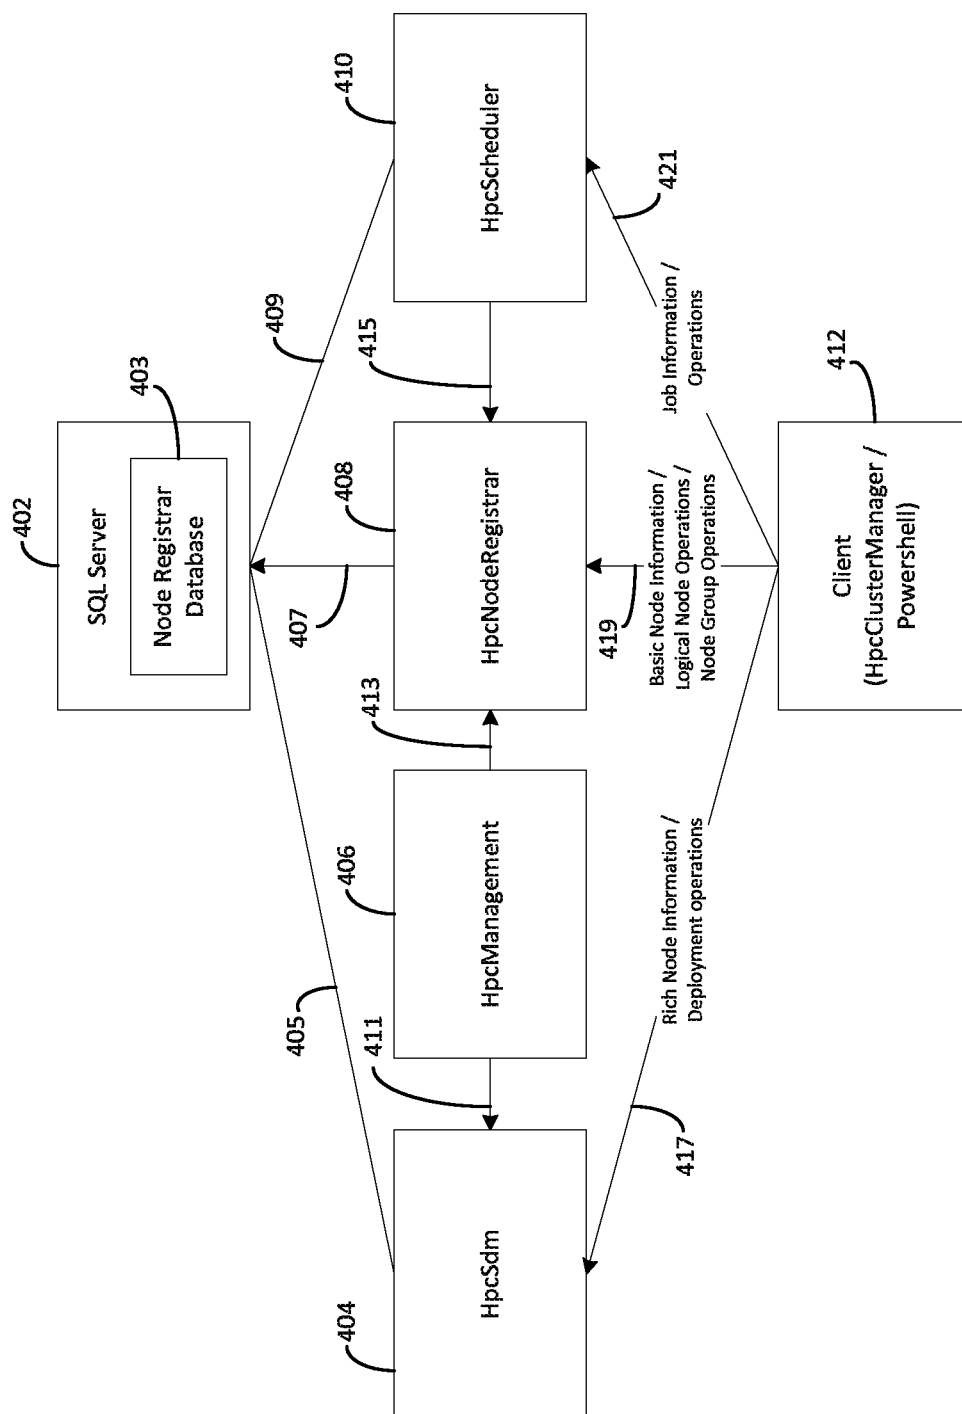 402
SQL Server
403
Node Registrar
Database
405
407
409
404
HpcSdm
411
406
HpcManagement
413
408
HpcNodeRegistrar
415
410
HpcScheduler
417
Rich Node Information /
Deployment operations
419
Basic Node Information /
Logical Node Operations /
Node Group Operations
Job Information /
Operations
421
412
Client
(HpcClusterManager /
Powershell)